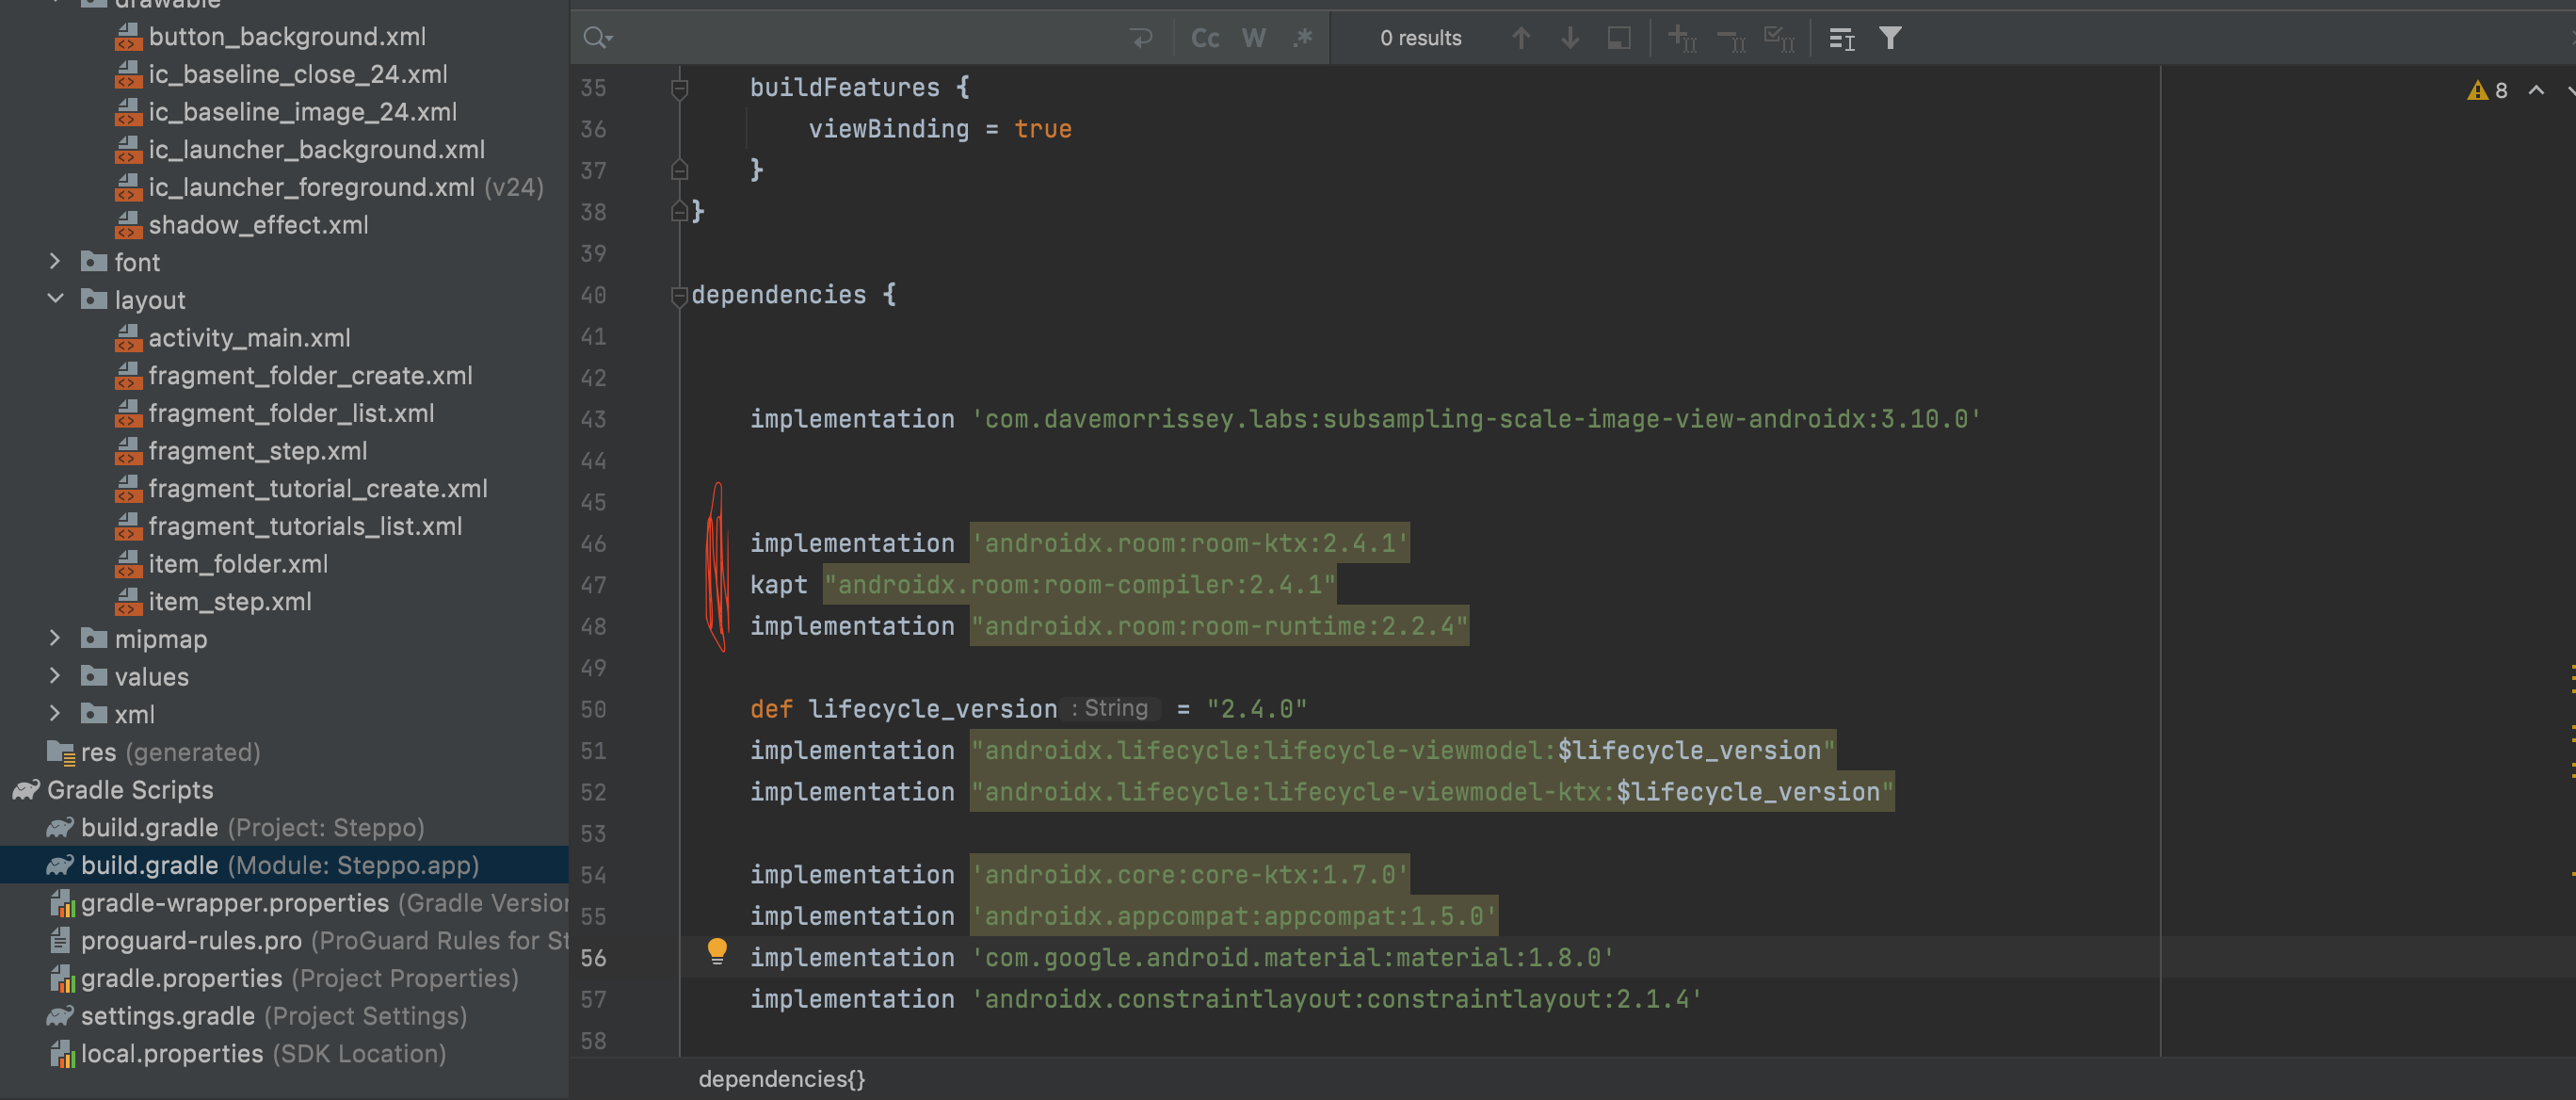 drawable
button_background.xml
ic_baseline_close_24.xml
ic_baseline_image_24.xml
ic_launcher_background.xml
ic_launcher_foreground.xml (v24)
shadow_effect.xml
font
layout
activity_main.xml
fragment_folder_create.xml
fragment_folder_list.xml
fragment_step.xml
fragment_tutorial_create.xml
fragment_tutorials_list.xml
item_folder.xml
item_step.xml
mipmap
values
xml
res (generated)
Gradle Scripts
build.gradle (Project: Steppo)
build.gradle (Module: Steppo.app)
gradle-wrapper.properties (Gradle Version
proguard-rules.pro (ProGuard Rules for St
gradle.properties (Project Properties)
settings.gradle (Project Settings)
local.properties (SDK Location)
Cc W .* 0 results
8
35 buildFeatures {
36 viewBinding = true
37 }
38 }
39
40 dependencies {
41
42
43 implementation 'com.davemorrissey.labs:subsampling-scale-image-view-androidx:3.10.0'
44
45
46 implementation 'androidx.room:room-ktx:2.4.1'
47 kapt "androidx.room:room-compiler:2.4.1"
48 implementation "androidx.room:room-runtime:2.2.4"
49
50 def lifecycle_version : String = "2.4.0"
51 implementation "androidx.lifecycle:lifecycle-viewmodel:$lifecycle_version"
52 implementation "androidx.lifecycle:lifecycle-viewmodel-ktx:$lifecycle_version"
53
54 implementation 'androidx.core:core-ktx:1.7.0'
55 implementation 'androidx.appcompat:appcompat:1.5.0'
56 implementation 'com.google.android.material:material:1.8.0'
57 implementation 'androidx.constraintlayout:constraintlayout:2.1.4'
58
dependencies{}